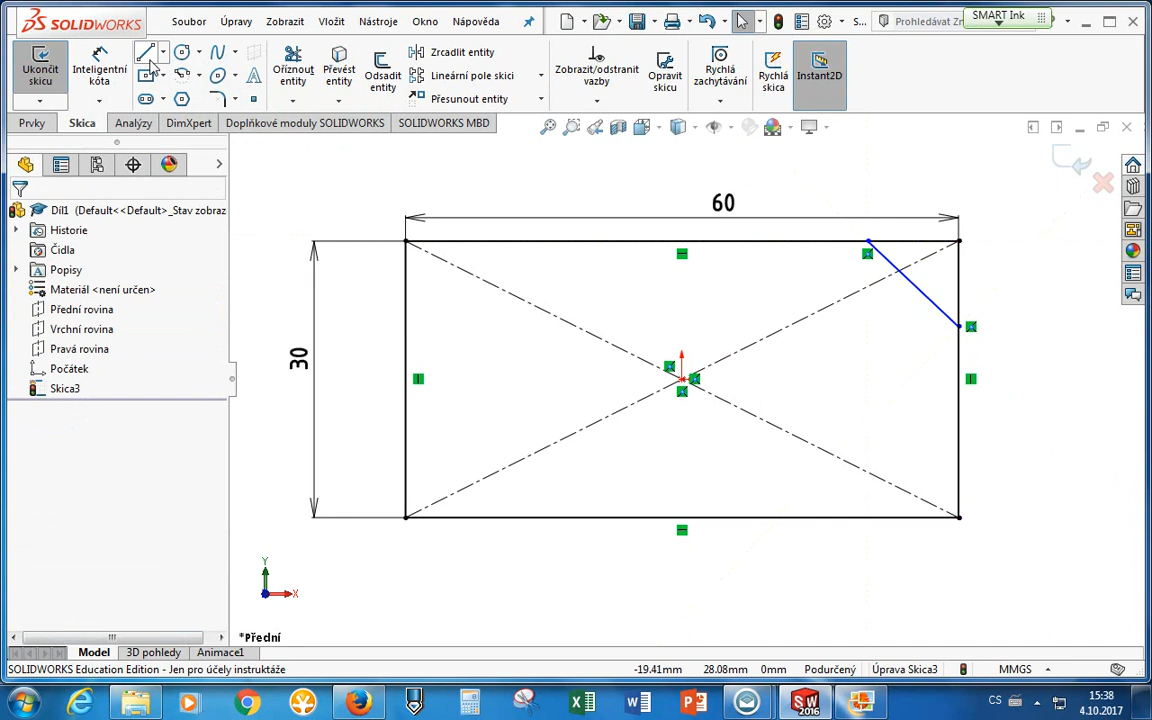 SOLIDWORKS
Soubor Úpravy Zobrazit Vložit Nástroje Okno Nápověda
S...
Prohledávat Zn
SMART Ink
Ukončit skicu
Inteligentní kóta
Oříznout entity
Převést entity
Odsadit entity
Zrcadlit entity
Lineární pole skici
Přesunout entity
Zobrazit/odstranit vazby
Opravit skicu
Rychlá zachytávání
Rychlá skica
Instant2D
Prvky Skica Analýzy DimXpert Doplňkové moduly SOLIDWORKS SOLIDWORKS MBD
Díl1 (Default<<Default>_Stav zobraz
Historie
Čidla
Popisy
Materiál <není určen>
Přední rovina
Vrchní rovina
Pravá rovina
Počátek
Skica3
60
30
Y
X
*Přední
Model 3D pohledy Animace1
SOLIDWORKS Education Edition - Jen pro účely instruktáže
-19.41mm 28.08mm 0mm Podurčený Úprava Skica3 MMGS
CS
15:38
4.10.2017
SW
2016